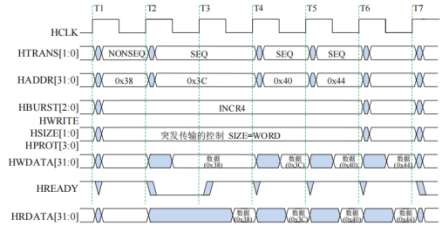 T1 T2 T3 T4 T5 T6 T7
HCLK
HTRANS[1:0] NONSEQ SEQ SEQ SEQ
HADDR[31:0] 0x38 0x3C 0x40 0x44
HBURST[2:0] INCR4
HWRITE
HSIZE[1:0] 突发传输的控制 SIZE=WORD
HPROT[3:0]
HWDATA[31:0] 数据 (0x38) 数据 (0x3C) 数据 (0x40) 数据 (0x44)
HREADY
HRDATA[31:0] 数据 (0x38) 数据 (0x3C) 数据 (0x40) 数据 (0x44)